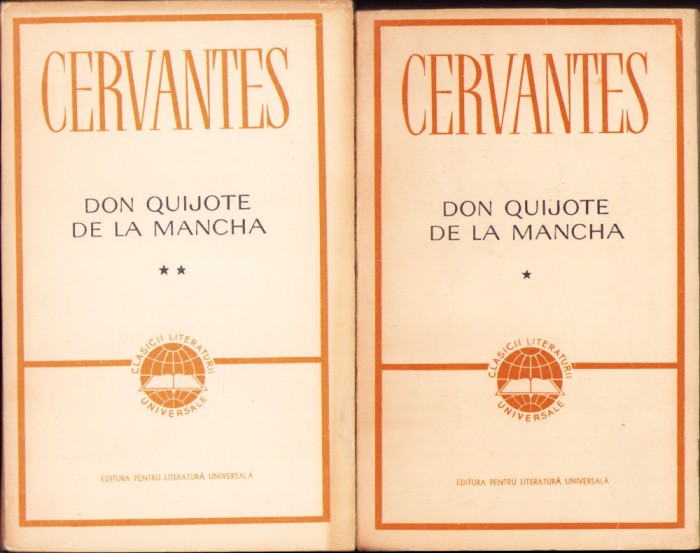 CERVANTES
DON QUIJOTE
DE LA MANCHA
★★
CLASICII LITERATURII
UNIVERSALE
EDITURA PENTRU LITERATURĂ UNIVERSALĂ
CERVANTES
DON QUIJOTE
DE LA MANCHA
★
CLASICII LITERATURII
UNIVERSALE
EDITURA PENTRU LITERATURĂ UNIVERSALĂ